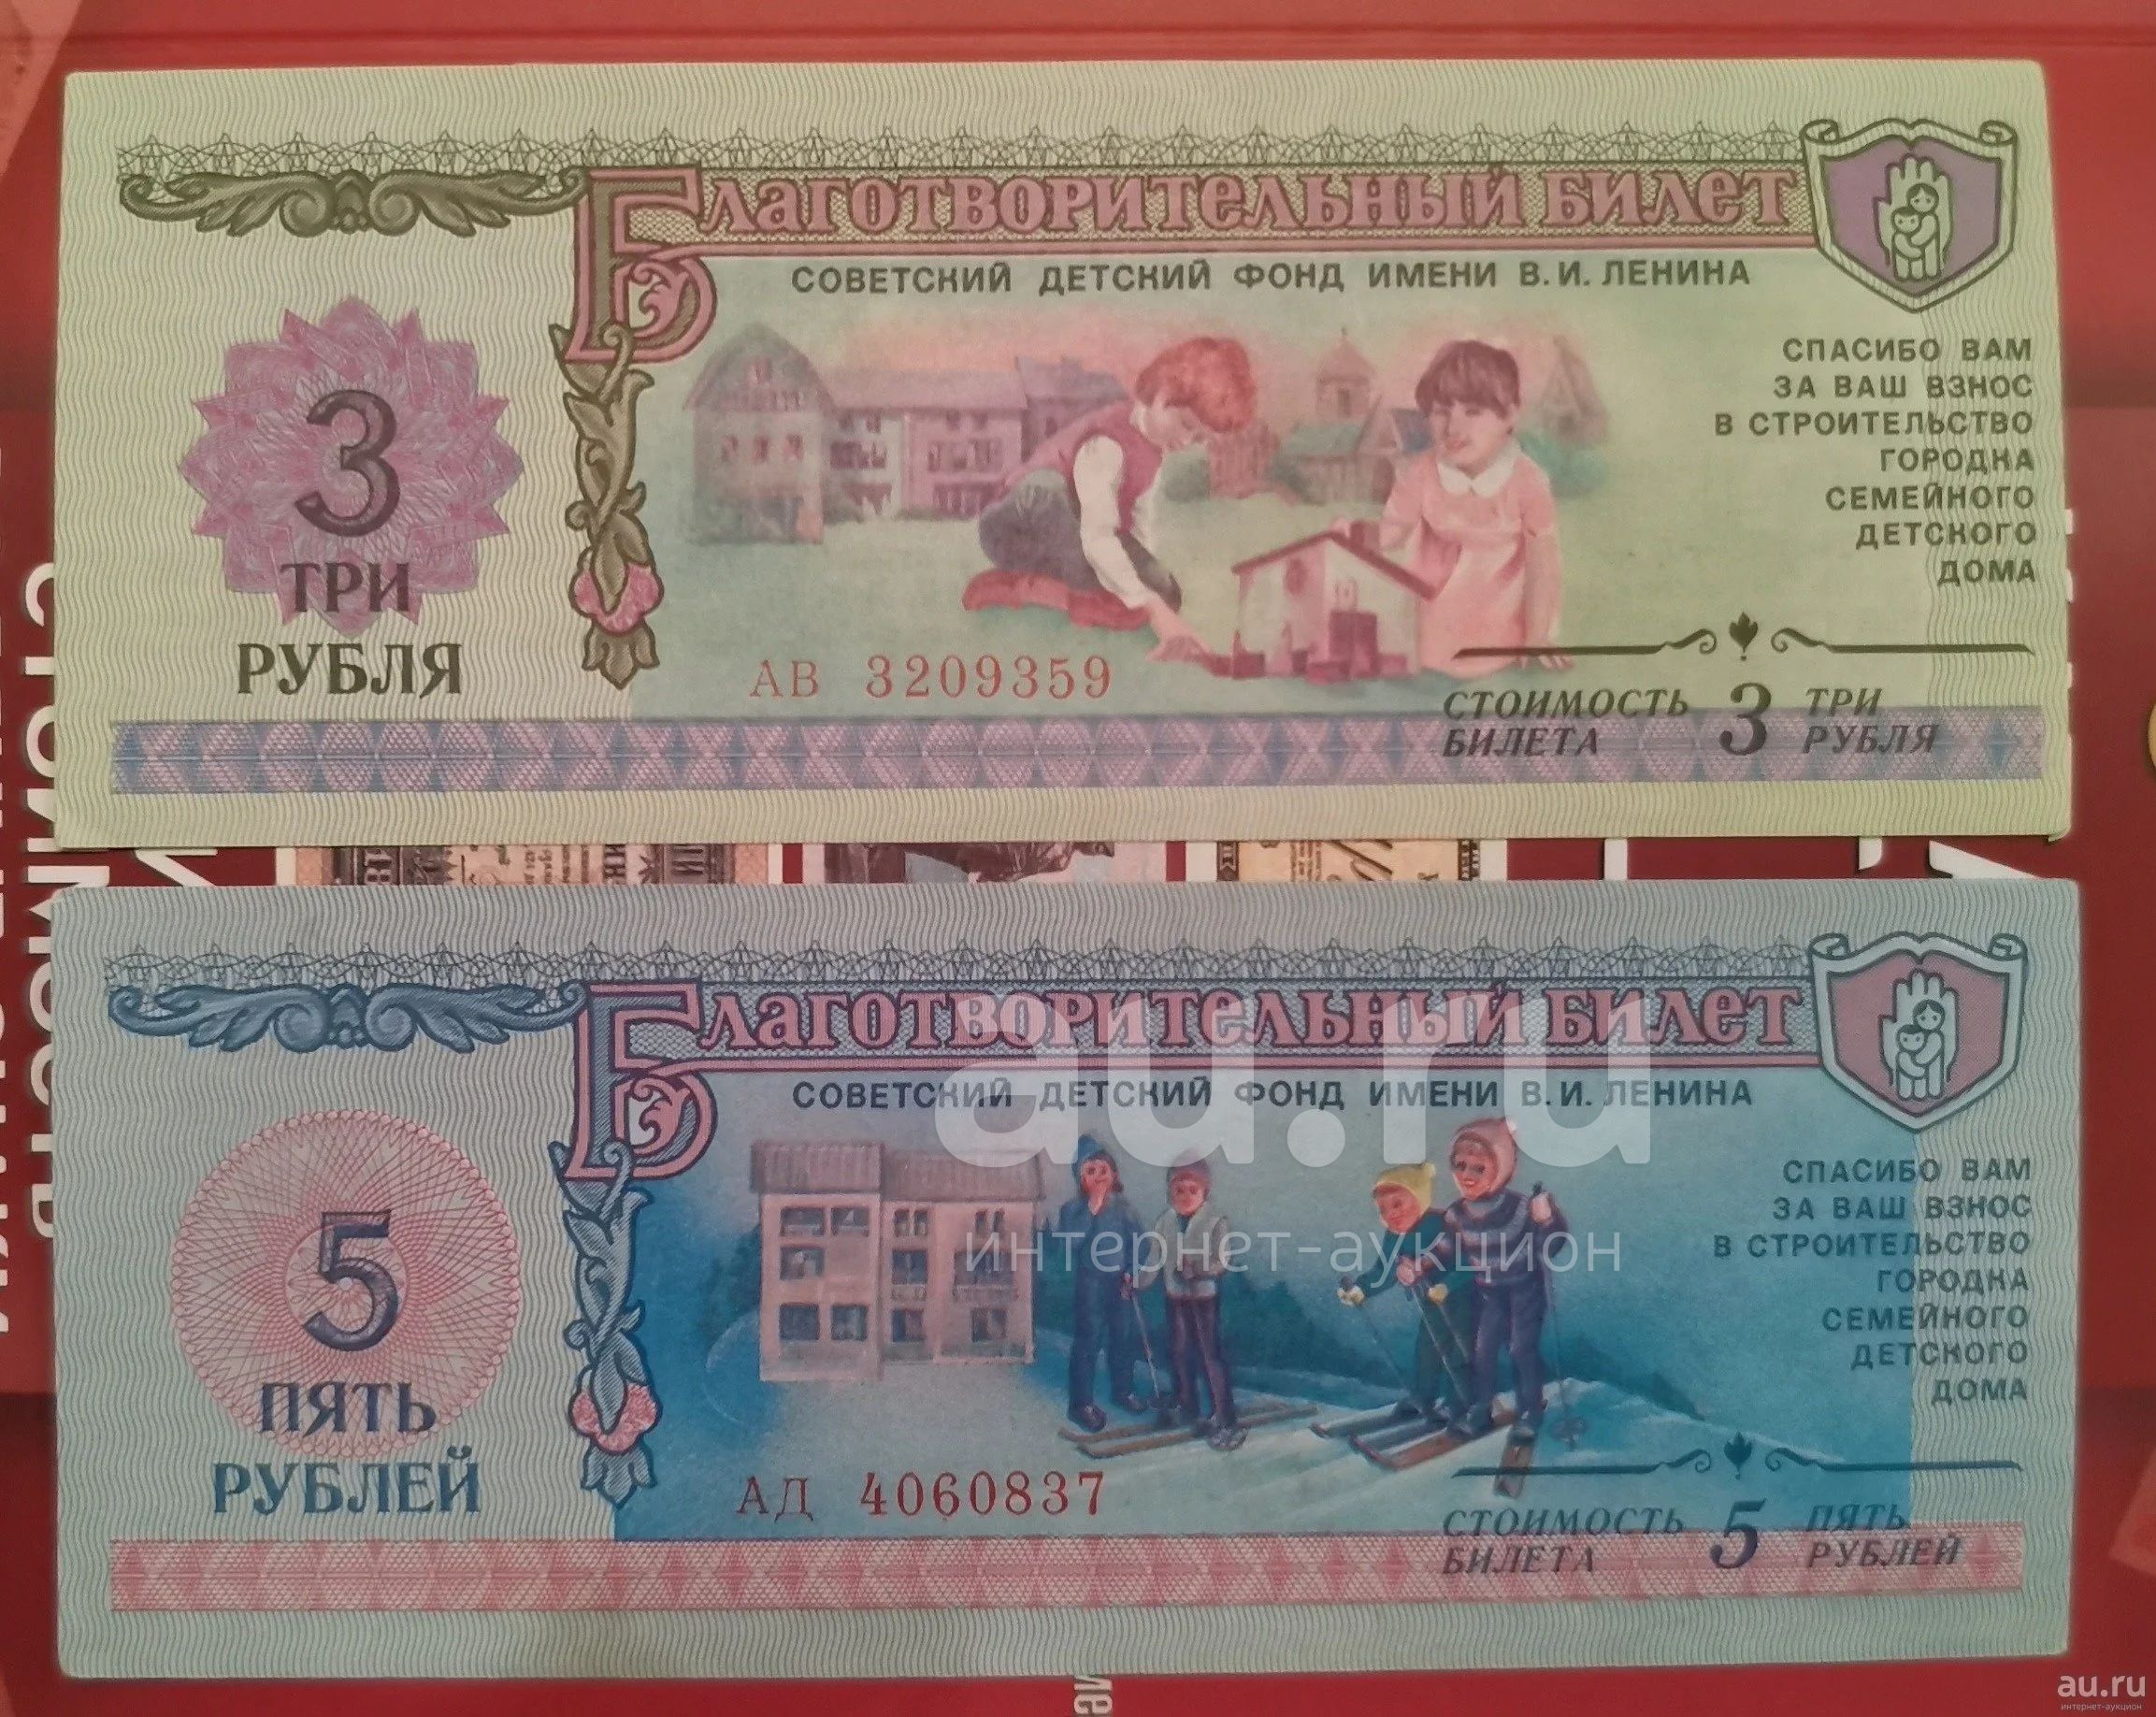 Благотворительный билет
СОВЕТСКИЙ ДЕТСКИЙ ФОНД ИМЕНИ В.И. ЛЕНИНА
3
ТРИ
РУБЛЯ
СПАСИБО ВАМ
ЗА ВАШ ВЗНОС
В СТРОИТЕЛЬСТВО
ГОРОДКА
СЕМЕЙНОГО
ДЕТСКОГО
ДОМА
АВ 3209359
СТОИМОСТЬ БИЛЕТА 3 ТРИ РУБЛЯ
Благотворительный билет
СОВЕТСКИЙ ДЕТСКИЙ ФОНД ИМЕНИ В.И. ЛЕНИНА
au.ru
интернет-аукцион
5
ПЯТЬ
РУБЛЕЙ
СПАСИБО ВАМ
ЗА ВАШ ВЗНОС
В СТРОИТЕЛЬСТВО
ГОРОДКА
СЕМЕЙНОГО
ДЕТСКОГО
ДОМА
АД 4060837
СТОИМОСТЬ БИЛЕТА 5 ПЯТЬ РУБЛЕЙ
au.ru
интернет-аукцион